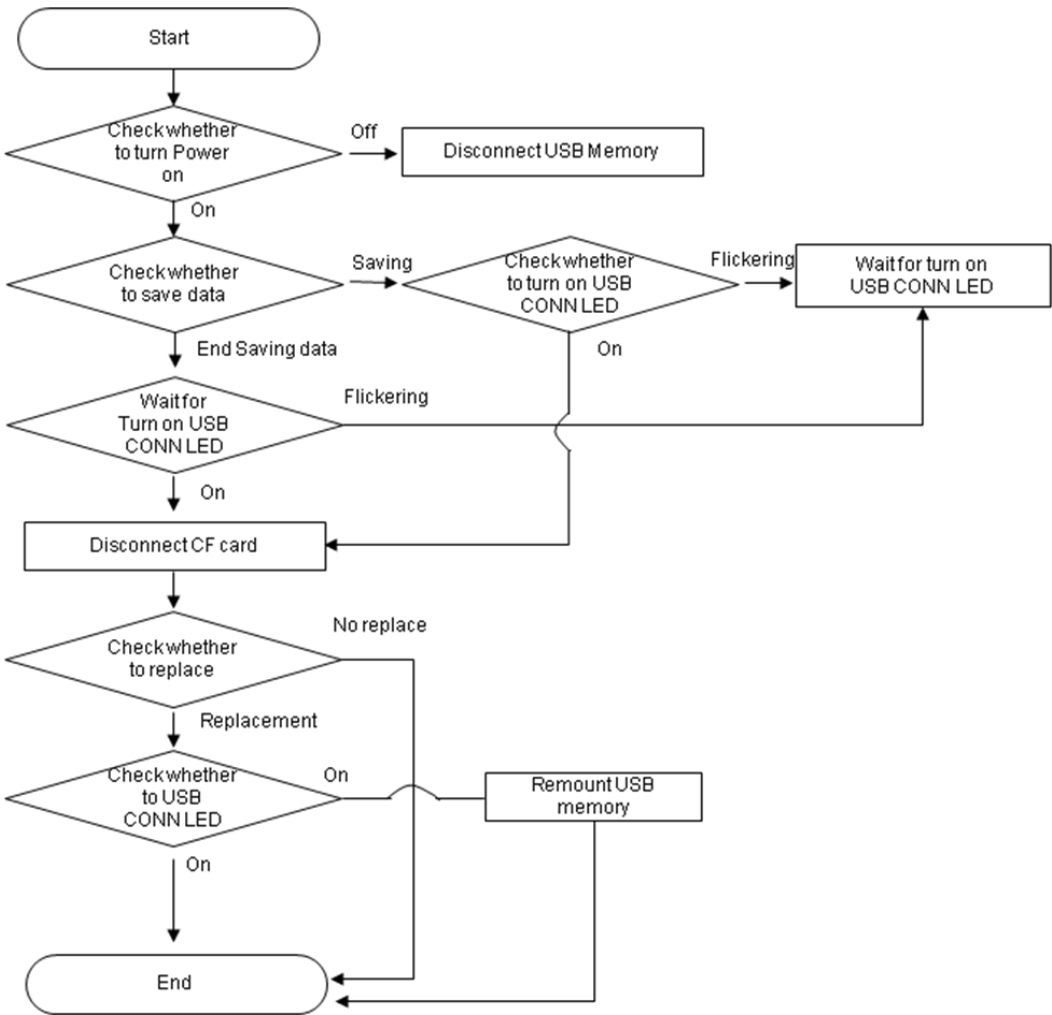 Start
Check whether
to turn Power
on
Off
Disconnect USB Memory
On
Check whether
to save data
Saving
Check whether
to turn on USB
CONN LED
Flickering
Wait for turn on
USB CONN LED
On
End Saving data
Wait for
Turn on USB
CONN LED
Flickering
On
Disconnect CF card
Check whether
to replace
No replace
Replacement
Check whether
to USB
CONN LED
On
Remount USB
memory
On
End